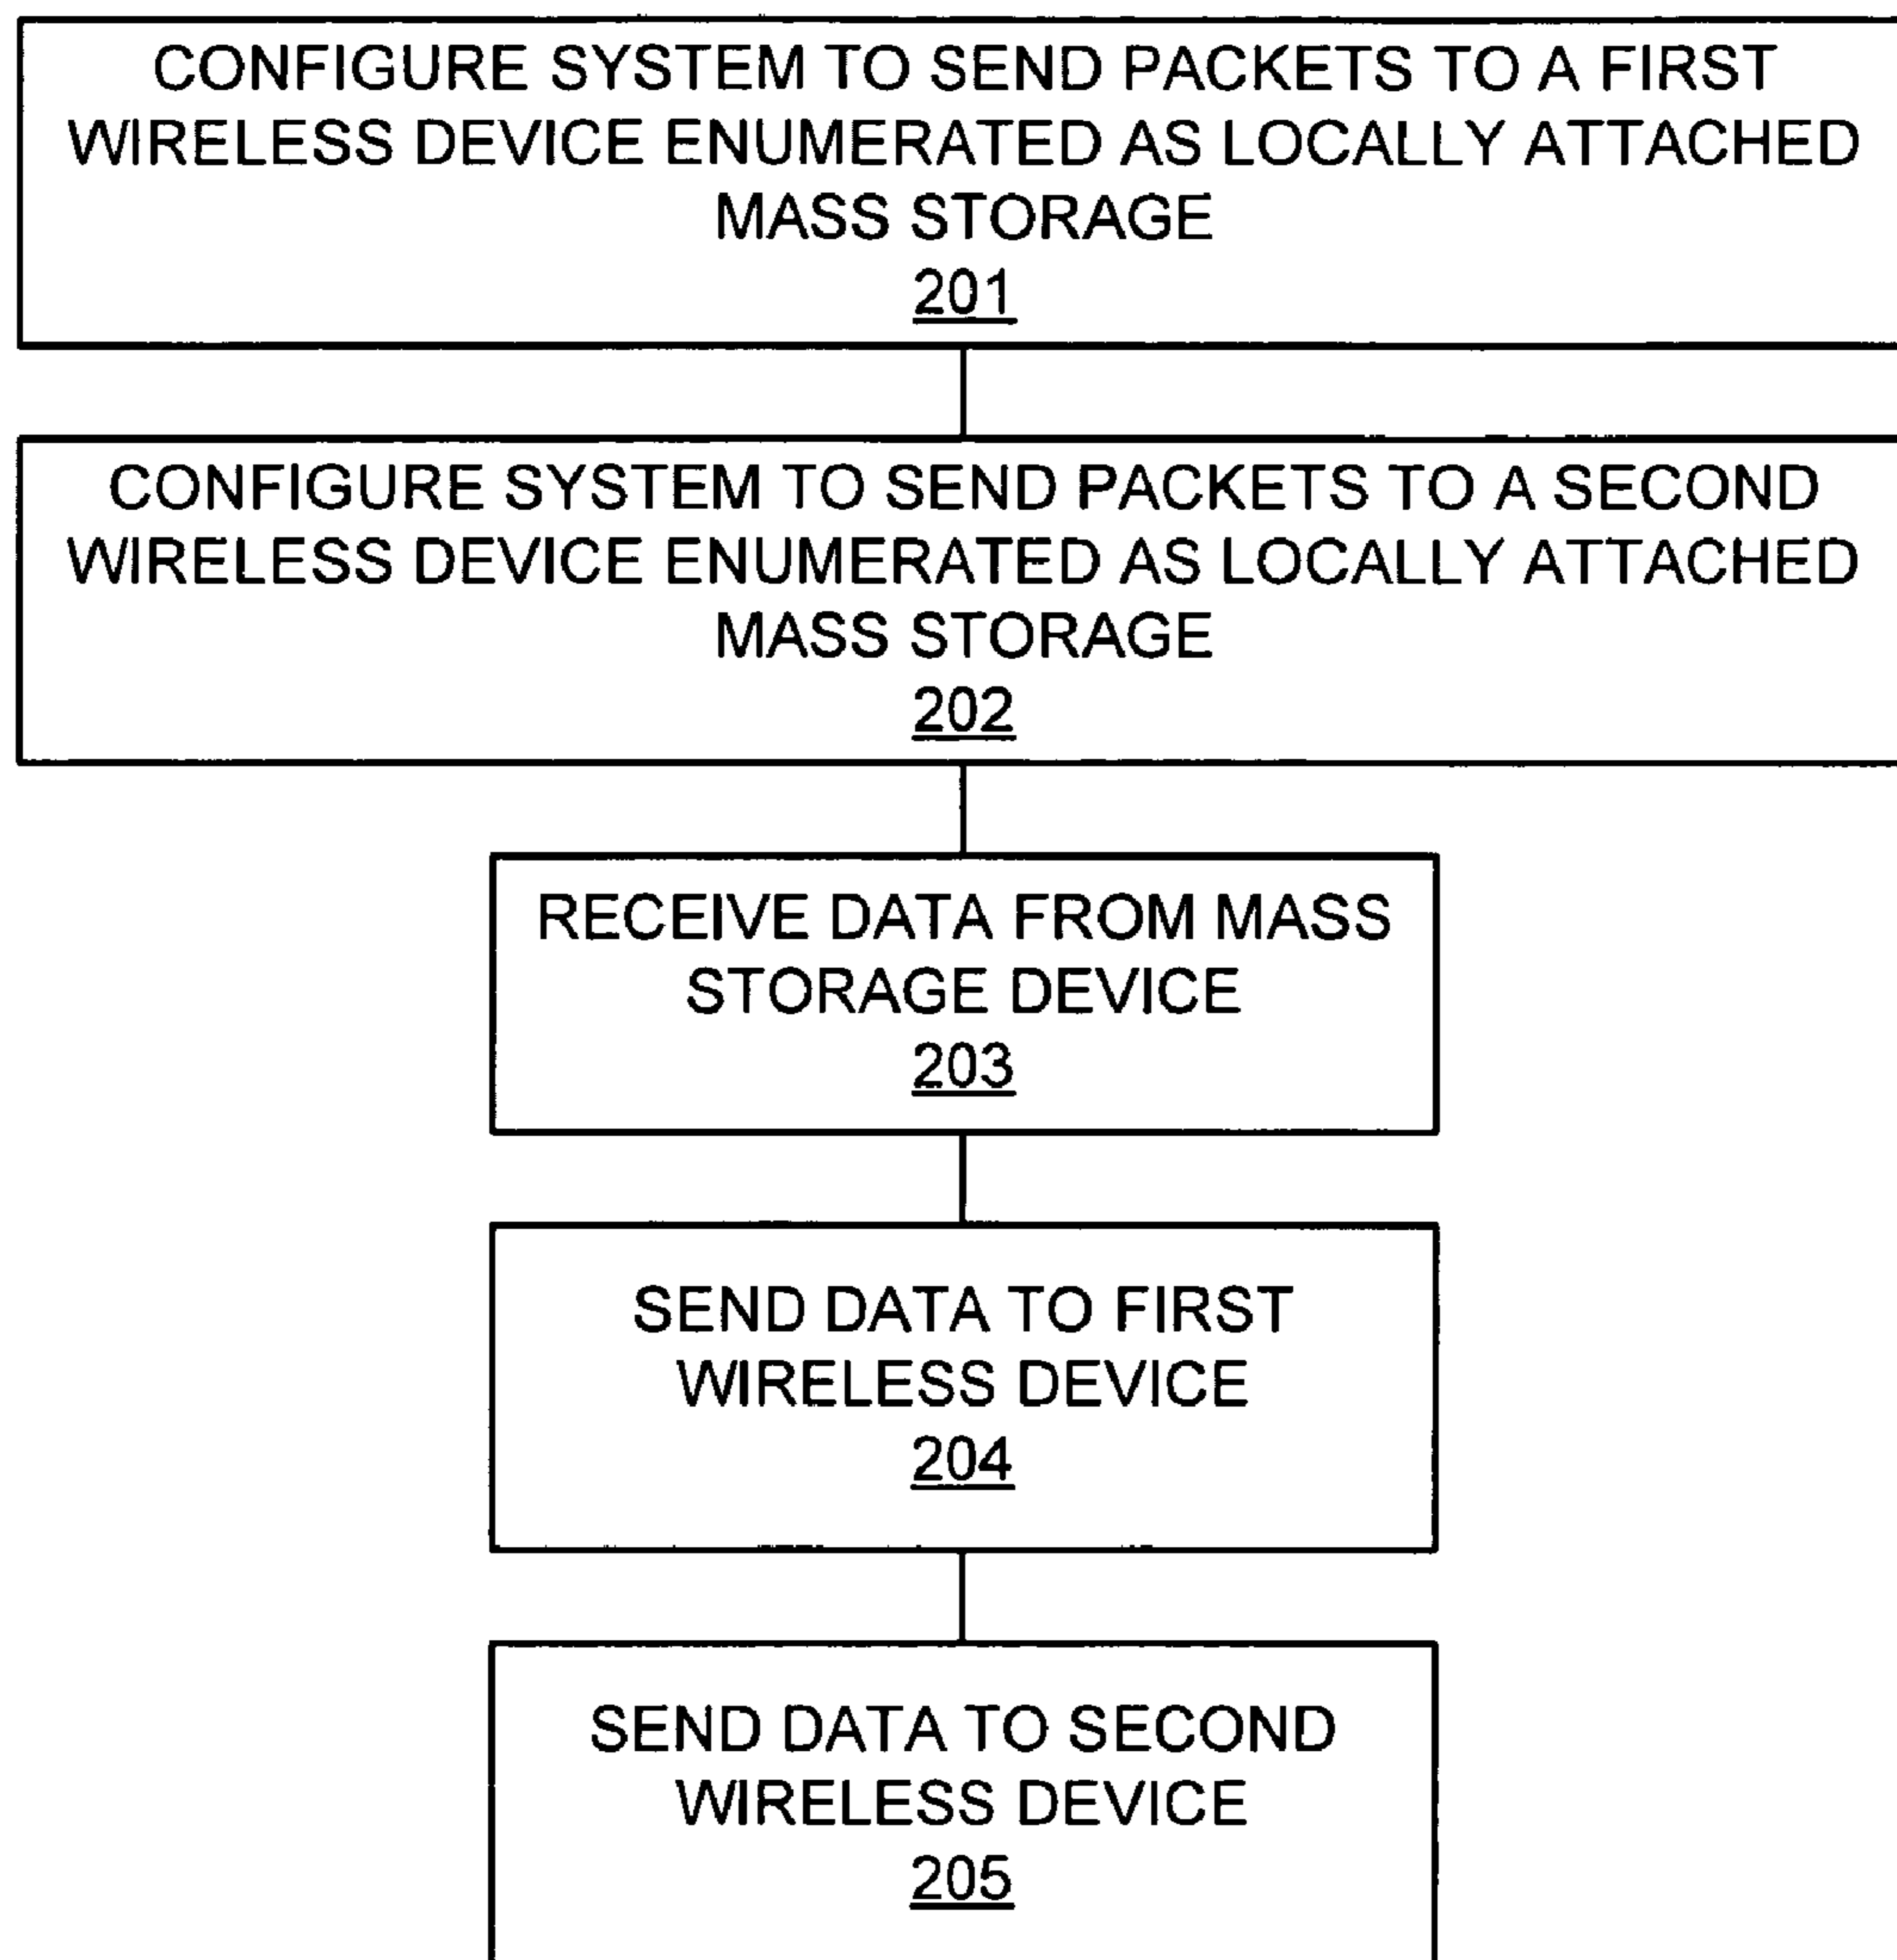 CONFIGURE SYSTEM TO SEND PACKETS TO A FIRST
WIRELESS DEVICE ENUMERATED AS LOCALLY ATTACHED
MASS STORAGE
201
CONFIGURE SYSTEM TO SEND PACKETS TO A SECOND
WIRELESS DEVICE ENUMERATED AS LOCALLY ATTACHED
MASS STORAGE
202
RECEIVE DATA FROM MASS
STORAGE DEVICE
203
SEND DATA TO FIRST
WIRELESS DEVICE
204
SEND DATA TO SECOND
WIRELESS DEVICE
205